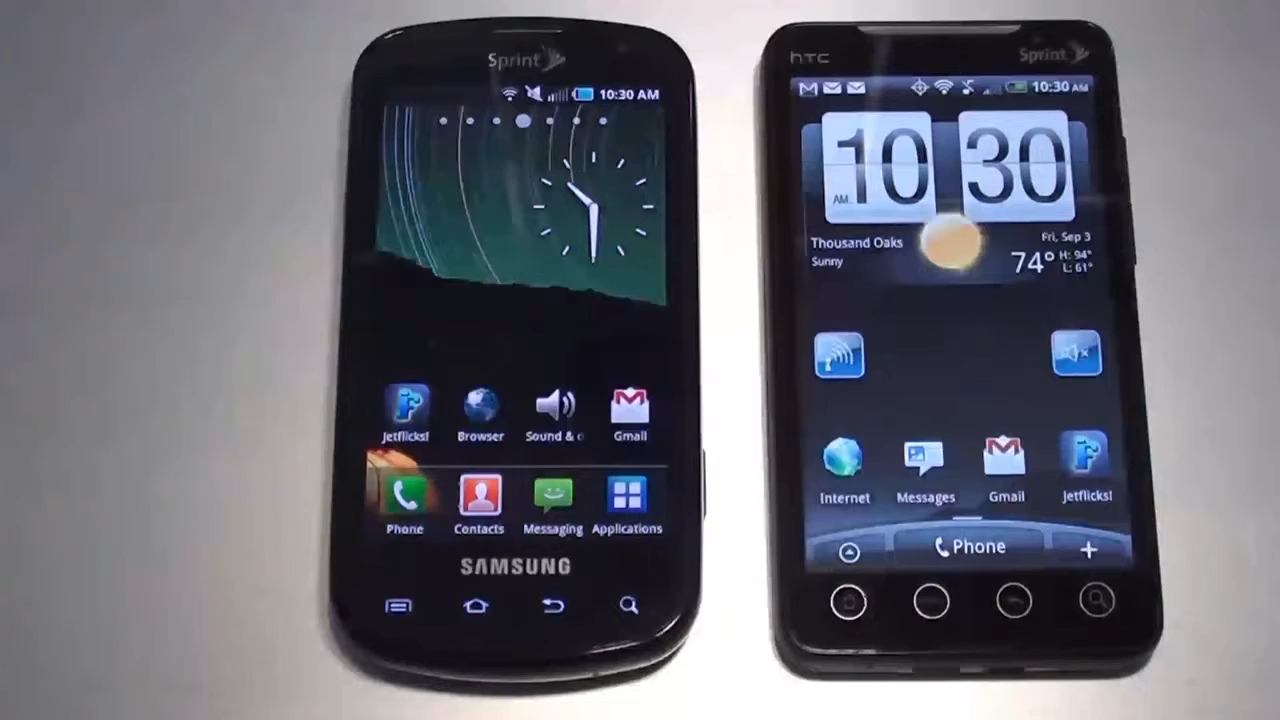 Sprint
10:30 AM
Jetflicks!
Browser
Sound & d
Gmail
Phone
Contacts
Messaging
Applications
SAMSUNG
hTC
Sprint
10:30 AM
AM 10 30
Thousand Oaks
Sunny
Fri, Sep 3
74° H: 94°
L: 61°
Internet
Messages
Gmail
Jetflicks!
Phone